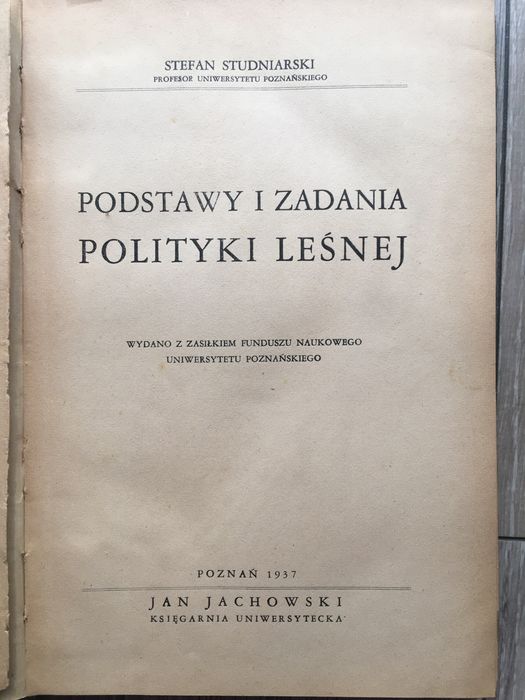 STEFAN STUDNIARSKI
PROFESOR UNIWERSYTETU POZNAŃSKIEGO
PODSTAWY I ZADANIA
POLITYKI LEŚNEJ
WYDANO Z ZASIŁKIEM FUNDUSZU NAUKOWEGO
UNIWERSYTETU POZNAŃSKIEGO
POZNAŃ 1937
JAN JACHOWSKI
KSIĘGARNIA UNIWERSYTECKA